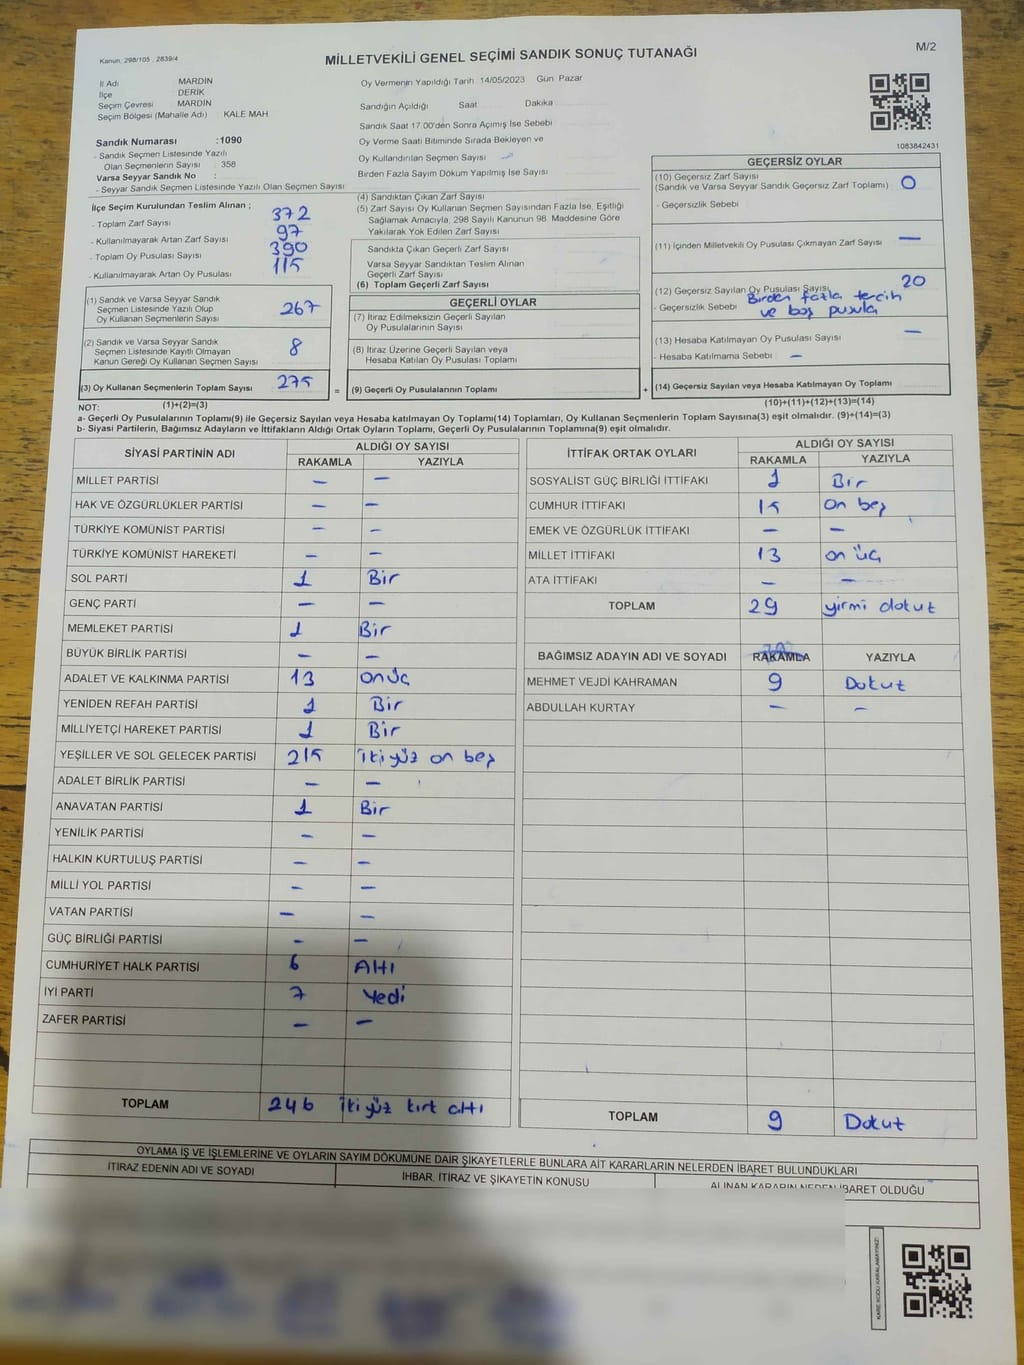 Kanun, 298/105 , 2839/4
MİLLETVEKİLİ GENEL SEÇİMİ SANDIK SONUÇ TUTANAĞI
M/2
İl Adı MARDİN
İlçe DERİK
Seçim Çevresi MARDİN
Seçim Bölgesi (Mahalle Adı) KALE MAH
Sandık Numarası :1090
- Sandık Seçmen Listesinde Yazılı
Olan Seçmenlerin Sayısı : 358
Varsa Seyyar Sandık No :
- Seyyar Sandık Seçmen Listesinde Yazılı Olan Seçmen Sayısı
Oy Vermenin Yapıldığı Tarih 14/05/2023 Gün Pazar
Sandığın Açıldığı Saat Dakika
Sandık Saat 17.00'den Sonra Açımış İse Sebebi
Oy Verme Saati Bitiminde Sırada Bekleyen ve
Oy Kullandırılan Seçmen Sayısı –
Birden Fazla Sayım Döküm Yapılmış İse Sayısı
1083842431
İlçe Seçim Kurulundan Teslim Alınan ;
- Toplam Zarf Sayısı 372
- Kullanılmayarak Artan Zarf Sayısı 97
- Toplam Oy Pusulası Sayısı 390
- Kullanılmayarak Artan Oy Pusulası 115
(1) Sandık ve Varsa Seyyar Sandık
Seçmen Listesinde Yazılı Olup
Oy Kullanan Seçmenlerin Sayısı 267
(2) Sandık ve Varsa Seyyar Sandık
Seçmen Listesinde Kayıtlı Olmayan
Kanun Gereği Oy Kullanan Seçmen Sayısı 8
(3) Oy Kullanan Seçmenlerin Toplam Sayısı 275 =
(1)+(2)=(3)
(4) Sandıktan Çıkan Zarf Sayısı
(5) Zarf Sayısı Oy Kullanan Seçmen Sayısından Fazla İse, Eşitliği
Sağlamak Amacıyla, 298 Sayılı Kanunun 98. Maddesine Göre
Yakılarak Yok Edilen Zarf Sayısı
Sandıkta Çıkan Geçerli Zarf Sayısı
Varsa Seyyar Sandıktan Teslim Alınan
Geçerli Zarf Sayısı
(6) Toplam Geçerli Zarf Sayısı
GEÇERLİ OYLAR
(7) İtiraz Edilmeksizin Geçerli Sayılan
Oy Pusulalarının Sayısı
(8) İtiraz Üzerine Geçerli Sayılan veya
Hesaba Katılan Oy Pusulası Toplamı
(9) Geçerli Oy Pusulalarının Toplamı +
GEÇERSİZ OYLAR
(10) Geçersiz Zarf Sayısı
(Sandık ve Varsa Seyyar Sandık Geçersiz Zarf Toplamı) 0
- Geçersizlik Sebebi
(11) İçinden Milletvekili Oy Pusulası Çıkmayan Zarf Sayısı –
(12) Geçersiz Sayılan Oy Pusulası Sayısı 20
- Geçersizlik Sebebi Birden fazla tercih
ve boş pusula
(13) Hesaba Katılmayan Oy Pusulası Sayısı –
- Hesaba Katılmama Sebebi –
(14) Geçersiz Sayılan veya Hesaba Katılmayan Oy Toplamı
(10)+(11)+(12)+(13)=(14)
NOT:
a- Geçerli Oy Pusulalarının Toplamı(9) ile Geçersiz Sayılan veya Hesaba katılmayan Oy Toplamı(14) Toplamları, Oy Kullanan Seçmenlerin Toplam Sayısına(3) eşit olmalıdır. (9)+(14)=(3)
b- Siyasi Partilerin, Bağımsız Adayların ve İttifakların Aldığı Ortak Oyların Toplamı, Geçerli Oy Pusulalarının Toplamına(9) eşit olmalıdır.
SİYASİ PARTİNİN ADI ALDIĞI OY SAYISI
RAKAMLA YAZIYLA
MİLLET PARTİSİ – –
HAK VE ÖZGÜRLÜKLER PARTİSİ – –
TÜRKİYE KOMÜNİST PARTİSİ – –
TÜRKİYE KOMÜNİST HAREKETİ – –
SOL PARTİ 1 Bir
GENÇ PARTİ – –
MEMLEKET PARTİSİ 1 Bir
BÜYÜK BİRLİK PARTİSİ – –
ADALET VE KALKINMA PARTİSİ 13 onüç
YENİDEN REFAH PARTİSİ 1 Bir
MİLLİYETÇİ HAREKET PARTİSİ 1 Bir
YEŞİLLER VE SOL GELECEK PARTİSİ 215 iki yüz on beş
ADALET BİRLİK PARTİSİ – –
ANAVATAN PARTİSİ 1 Bir
YENİLİK PARTİSİ – –
HALKIN KURTULUŞ PARTİSİ – –
MİLLİ YOL PARTİSİ – –
VATAN PARTİSİ – –
GÜÇ BİRLİĞİ PARTİSİ – –
CUMHURİYET HALK PARTİSİ 6 Altı
İYİ PARTİ 7 Yedi
ZAFER PARTİSİ – –
TOPLAM 246 iki yüz kırk altı
İTTİFAK ORTAK OYLARI ALDIĞI OY SAYISI
RAKAMLA YAZIYLA
SOSYALİST GÜÇ BİRLİĞİ İTTİFAKI 1 Bir
CUMHUR İTTİFAKI 15 on beş
EMEK VE ÖZGÜRLÜK İTTİFAKI – –
MİLLET İTTİFAKI 13 on üç
ATA İTTİFAKI – –
TOPLAM 29 yirmi dokuz
BAĞIMSIZ ADAYIN ADI VE SOYADI RAKAMLA YAZIYLA
MEHMET VEJDİ KAHRAMAN 9 Dokuz
ABDULLAH KURTAY – –
TOPLAM 9 Dokuz
OYLAMA İŞ VE İŞLEMLERİNE VE OYLARIN SAYIM DÖKÜMÜNE DAİR ŞİKAYETLERLE BUNLARA AİT KARARLARIN NELERDEN İBARET BULUNDUKLARI
İTİRAZ EDENİN ADI VE SOYADI İHBAR, İTİRAZ VE ŞİKAYETİN KONUSU ALINAN KARARIN NEDEN İBARET OLDUĞU
KARE KODU KARALAMAYINIZ!